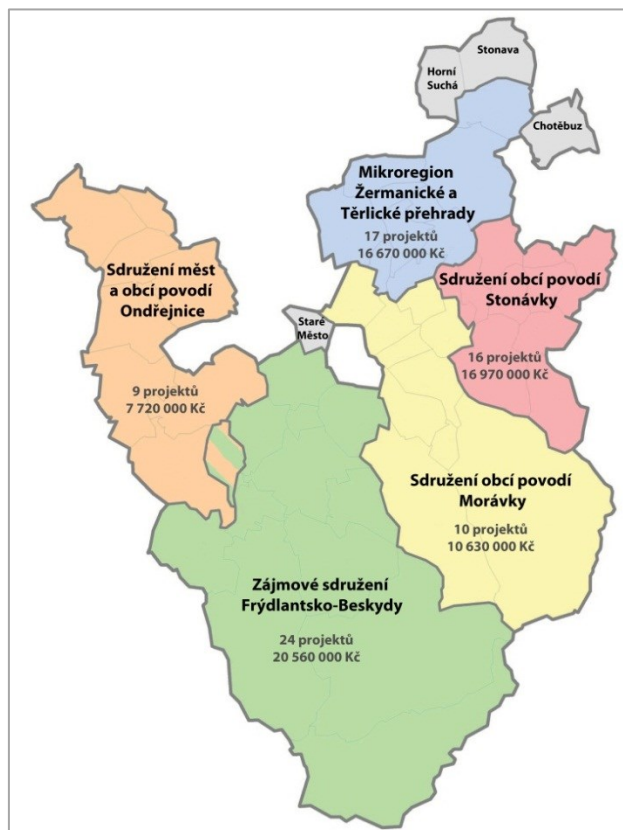 Stonava
Horní
Suchá
Chotěbuz
Mikroregion
Žermanické a
Těrlické přehrady
17 projektů
16 670 000 Kč
Sdružení měst
a obcí povodí
Ondřejnice
9 projektů
7 720 000 Kč
Sdružení obcí povodí
Stonávky
16 projektů
16 970 000 Kč
Staré
Město
Sdružení obcí povodí
Morávky
10 projektů
10 630 000 Kč
Zájmové sdružení
Frýdlantsko-Beskydy
24 projektů
20 560 000 Kč